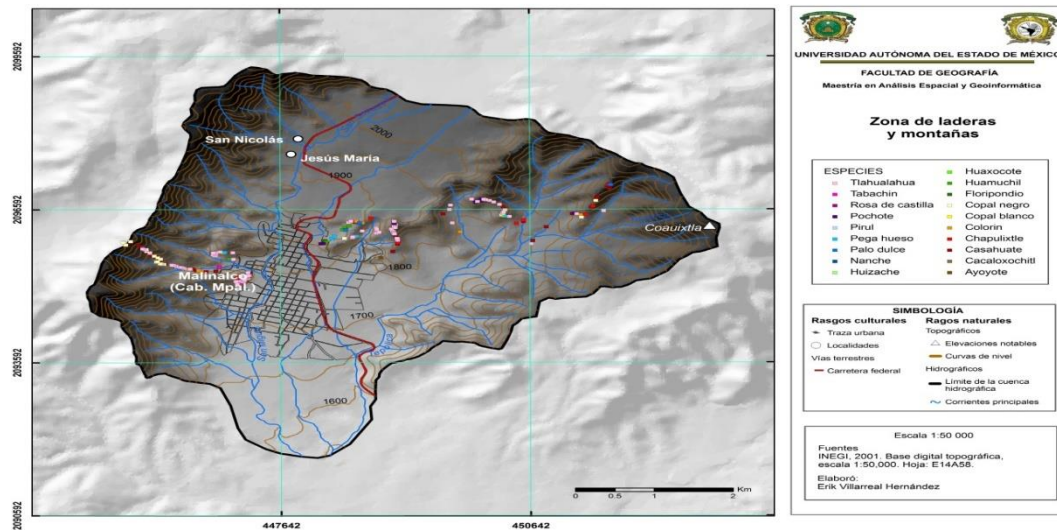 2099592
2096592
2093592
2090592
447642
450642
San Nicolás
Jesús María
2000
1900
Coauixtla
1800
Malinalco
(Cab. Mpal.)
1700
1600
Km
0 0.5 1 2
UNIVERSIDAD AUTÓNOMA DEL ESTADO DE MÉXICO
FACULTAD DE GEOGRAFÍA
Maestría en Análisis Espacial y Geoinformática
Zona de laderas
y montañas
ESPECIES
Tlahualahua
Tabachin
Rosa de castilla
Pochote
Pirul
Pega hueso
Palo dulce
Nanche
Huizache
Huaxocote
Huamuchil
Floripondio
Copal negro
Copal blanco
Colorin
Chapulixtle
Casahuate
Cacaloxochitl
Ayoyote
SIMBOLOGÍA
Rasgos culturales
Traza urbana
Localidades
Vías terrestres
Carretera federal
Ragos naturales
Topográficos
Elevaciones notables
Curvas de nivel
Hidrográficos
Límite de la cuenca
hidrográfica
Corrientes principales
Escala 1:50 000
Fuentes
INEGI, 2001. Base digital topográfica,
escala 1:50,000. Hoja: E14A58.
Elaboró:
Erik Villarreal Hernández